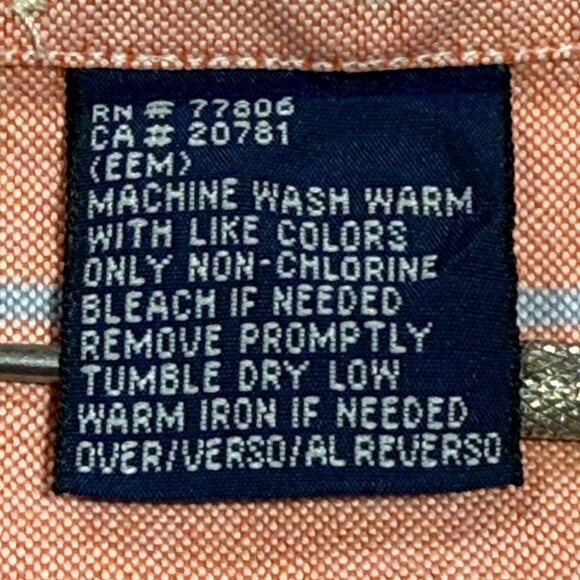 RN # 77806
CA # 20781
(EEM)
MACHINE WASH WARM
WITH LIKE COLORS
ONLY NON-CHLORINE
BLEACH IF NEEDED
REMOVE PROMPTLY
TUMBLE DRY LOW
WARM IRON IF NEEDED
OVER/VERSO/AL REVERSO